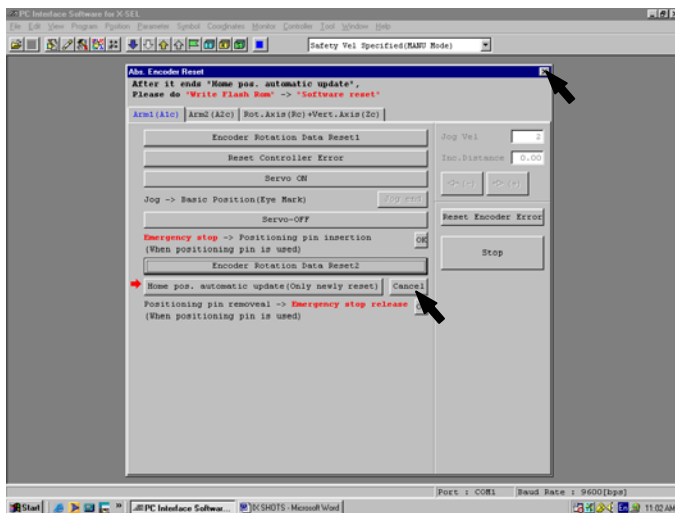 PC Interface Software for X-SEL
File Edit View Program Position Parameter Symbol Coordinates Monitor Controller Tool Window Help
Safety Vel Specified(MANU Mode)
Abs. Encoder Reset
After it ends "Home pos. automatic update",
Please do "Write Flash Rom" -> "Software reset"
Arm1(A1c) Arm2(A2c) Rot.Axis(Rc)+Vert.Axis(Zc)
Encoder Rotation Data Reset1
Jog Vel 2
Reset Controller Error
Inc.Distance 0.00
Servo ON
(-) (+)
Jog -> Basic Position(Eye Mark) Jog end
Servo-OFF
Reset Encoder Error
Emergency stop -> Positioning pin insertion OK
(When positioning pin is used)
Stop
Encoder Rotation Data Reset2
Home pos. automatic update(Only newly reset) Cancel
Positioning pin removeal -> Emergency stop release
(When positioning pin is used)
Port : COM1 Baud Rate : 9600[bps]
Start PC Interface Softwar... IX SHOTS - Microsoft Word 11:02 AM